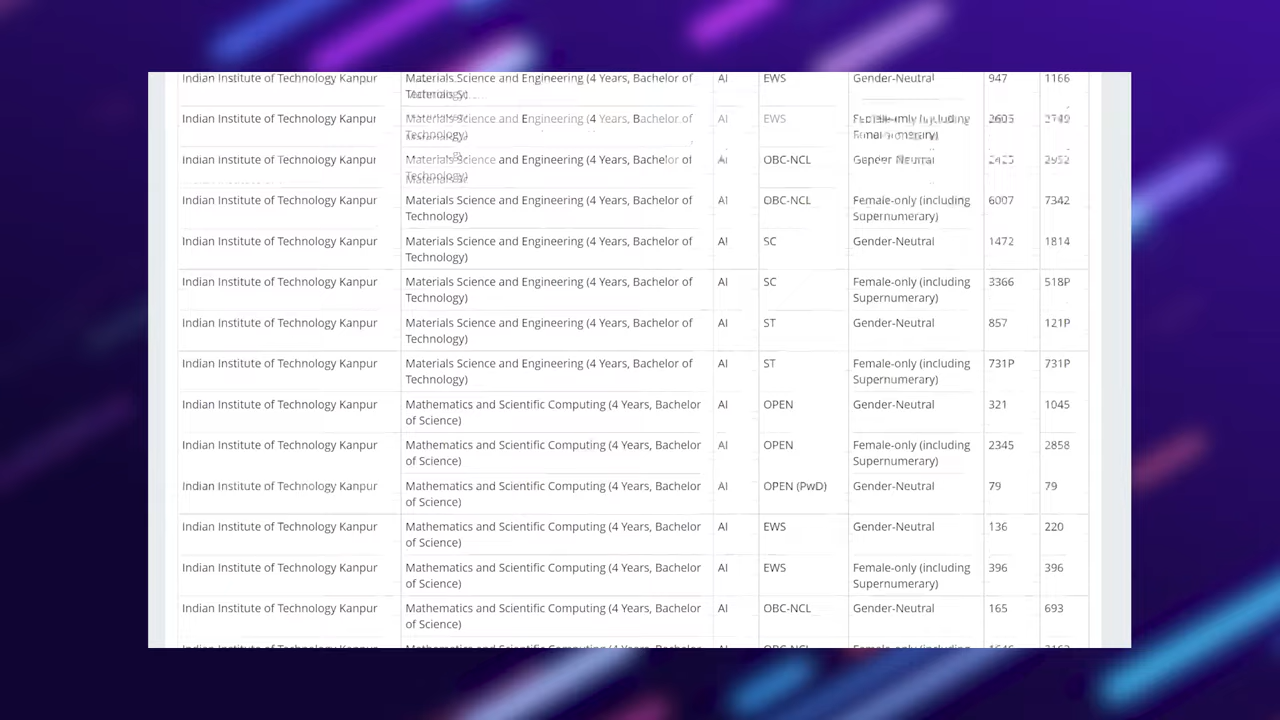 Indian Institute of Technology Kanpur Materials Science and Engineering (4 Years, Bachelor of AI EWS Gender-Neutral 947 1166
Indian Institute of Technology Kanpur Materials Science and Engineering (4 Years, Bachelor of AI EWS 2605
Technology)
Indian Institute of Technology Kanpur Materials Science and Engineering (4 Years, Bachelor of AI OBC-NCL Gender-Neutral
Technology)
Indian Institute of Technology Kanpur Materials Science and Engineering (4 Years, Bachelor of AI OBC-NCL Female-only (including 6007 7342
Technology) Supernumerary)
Indian Institute of Technology Kanpur Materials Science and Engineering (4 Years, Bachelor of AI SC Gender-Neutral 1472 1814
Technology)
Indian Institute of Technology Kanpur Materials Science and Engineering (4 Years, Bachelor of AI SC Female-only (including 3366 518P
Technology) Supernumerary)
Indian Institute of Technology Kanpur Materials Science and Engineering (4 Years, Bachelor of AI ST Gender-Neutral 857 121P
Technology)
Indian Institute of Technology Kanpur Materials Science and Engineering (4 Years, Bachelor of AI ST Female-only (including 731P 731P
Technology) Supernumerary)
Indian Institute of Technology Kanpur Mathematics and Scientific Computing (4 Years, Bachelor AI OPEN Gender-Neutral 321 1045
of Science)
Indian Institute of Technology Kanpur Mathematics and Scientific Computing (4 Years, Bachelor AI OPEN Female-only (including 2345 2858
of Science) Supernumerary)
Indian Institute of Technology Kanpur Mathematics and Scientific Computing (4 Years, Bachelor AI OPEN (PwD) Gender-Neutral 79 79
of Science)
Indian Institute of Technology Kanpur Mathematics and Scientific Computing (4 Years, Bachelor AI EWS Gender-Neutral 136 220
of Science)
Indian Institute of Technology Kanpur Mathematics and Scientific Computing (4 Years, Bachelor AI EWS Female-only (including 396 396
of Science) Supernumerary)
Indian Institute of Technology Kanpur Mathematics and Scientific Computing (4 Years, Bachelor AI OBC-NCL Gender-Neutral 165 693
of Science)